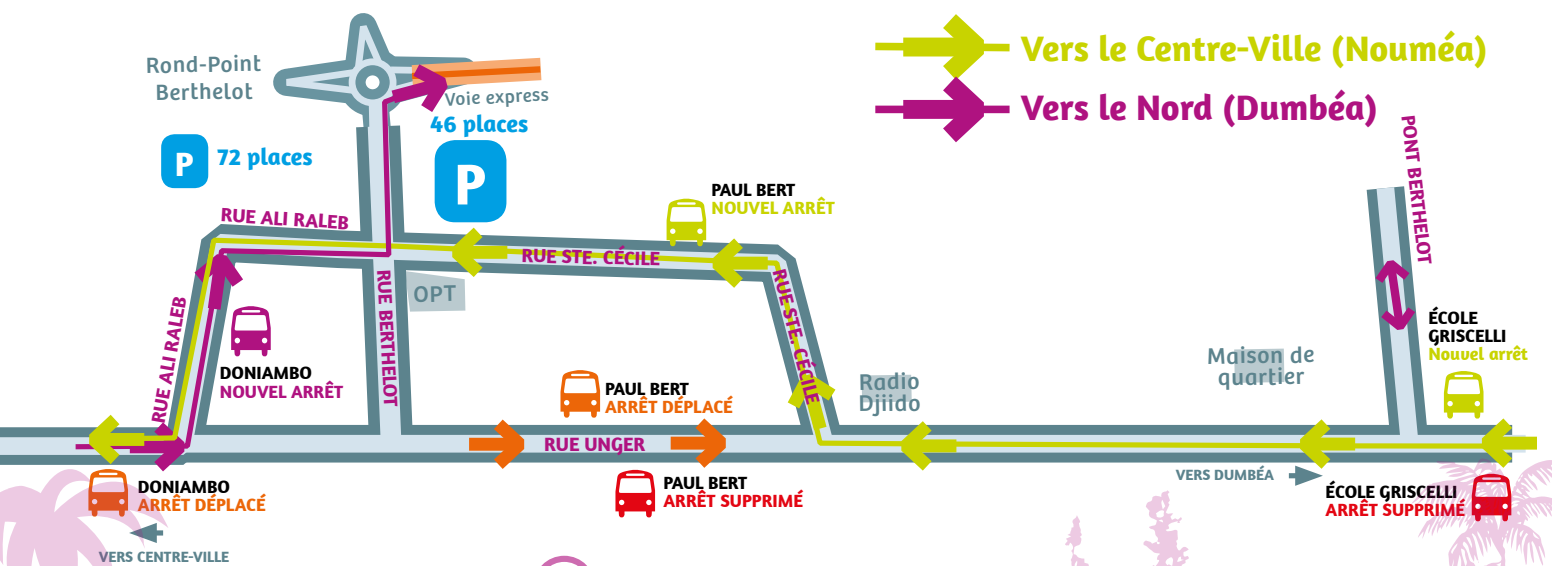 Vers le Centre-Ville (Nouméa)
Vers le Nord (Dumbéa)
Rond-Point
Berthelot
Voie express
46 places
P
72 places
P
PONT BERTHELOT
PAUL BERT
NOUVEL ARRÊT
RUE ALI RALEB
RUE STE. CÉCILE
RUE STE. CÉCILE
RUE BERTHELOT
OPT
RUE ALI RALEB
DONIAMBO
NOUVEL ARRÊT
PAUL BERT
ARRÊT DÉPLACÉ
Radio
Djiido
Maison de
quartier
ÉCOLE
GRISCELLI
Nouvel arrêt
RUE UNGER
DONIAMBO
ARRÊT DÉPLACÉ
PAUL BERT
ARRÊT SUPPRIMÉ
VERS DUMBÉA
ÉCOLE GRISCELLI
ARRÊT SUPPRIMÉ
VERS CENTRE-VILLE